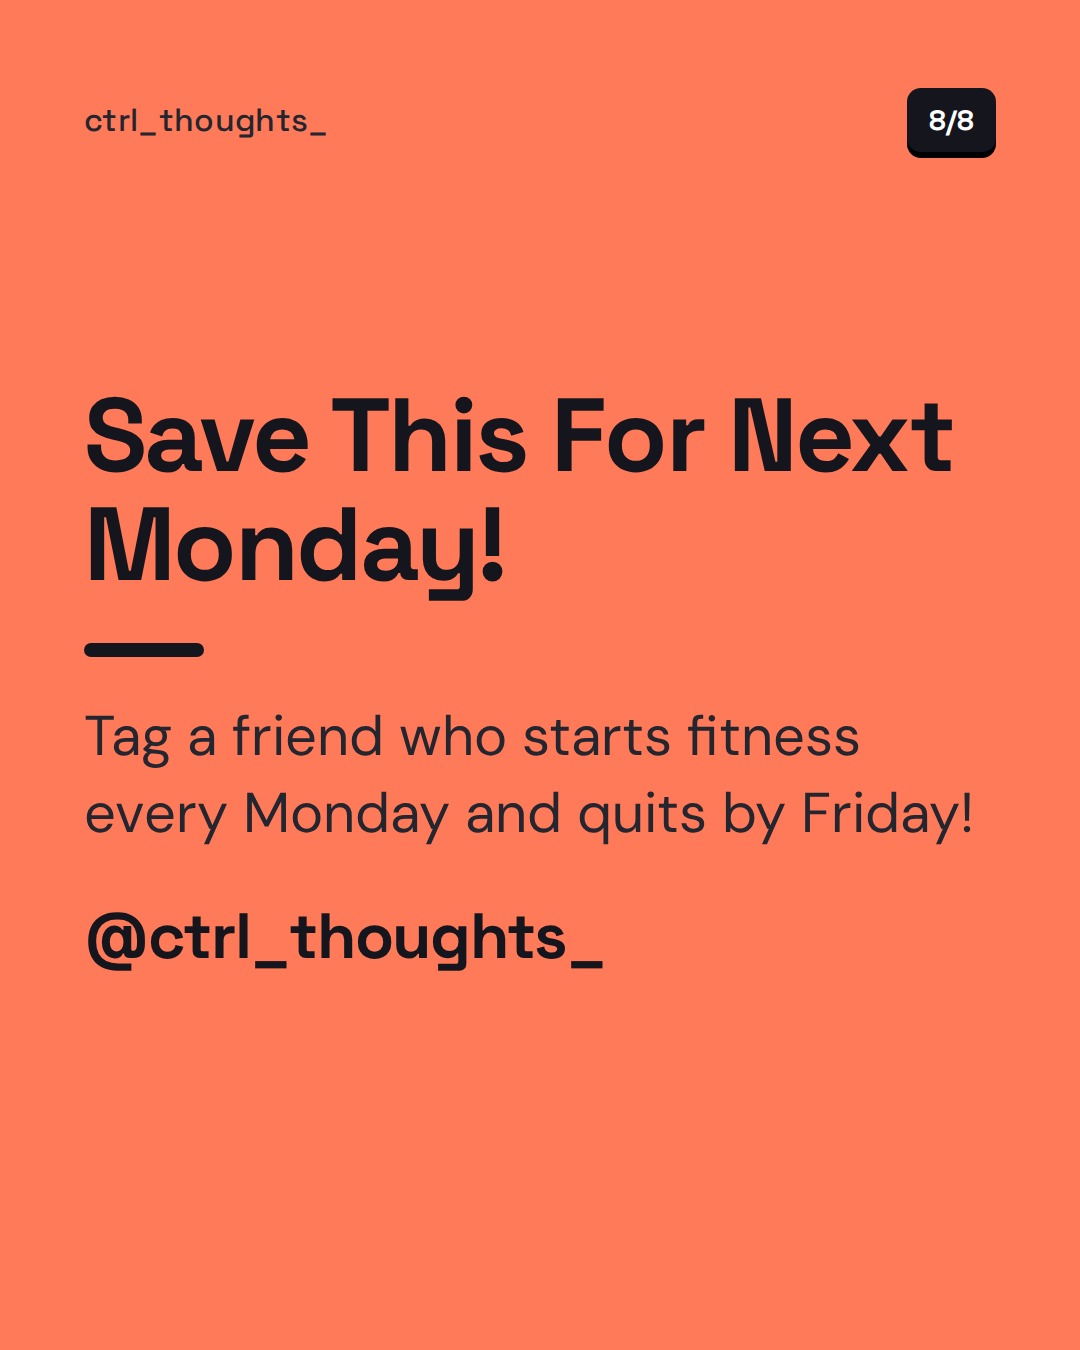 ctrl_thoughts_
8/8
Save This For Next
Monday!
Tag a friend who starts fitness
every Monday and quits by Friday!
@ctrl_thoughts_